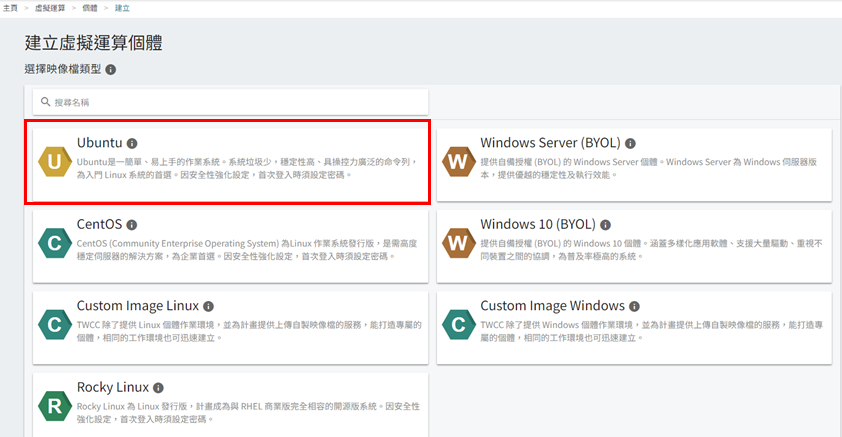 主頁 > 虛擬運算 > 個體 > 建立
建立虛擬運算個體
選擇映像檔類型
搜尋名稱
U
Ubuntu
Ubuntu是一簡單、易上手的作業系統。系統垃圾少，穩定性高、具操控力廣泛的命令列，
為入門 Linux 系統的首選。因安全性強化設定，首次登入時須設定密碼。
W
Windows Server (BYOL)
提供自備授權 (BYOL) 的 Windows Server 個體。Windows Server 為 Windows 伺服器版
本，提供優越的穩定性及執行效能。
C
CentOS
CentOS (Community Enterprise Operating System) 為Linux 作業系統發行版，是需高度
穩定伺服器的解決方案，為企業首選。因安全性強化設定，首次登入時須設定密碼。
W
Windows 10 (BYOL)
提供自備授權 (BYOL) 的 Windows 10 個體。涵蓋多樣化應用軟體、支援大量驅動、重視不
同裝置之間的協調，為普及率極高的系統。
C
Custom Image Linux
TWCC 除了提供 Linux 個體作業環境，並為計畫提供上傳自製映像檔的服務，能打造專屬的
個體，相同的工作環境也可迅速建立。
C
Custom Image Windows
TWCC 除了提供 Windows 個體作業環境，並為計畫提供上傳自製映像檔的服務，能打造專
屬的個體，相同的工作環境也可迅速建立。
R
Rocky Linux
Rocky Linux 為 Linux 發行版，計畫成為與 RHEL 商業版完全相容的開源版系統。因安全性
強化設定，首次登入時須設定密碼。